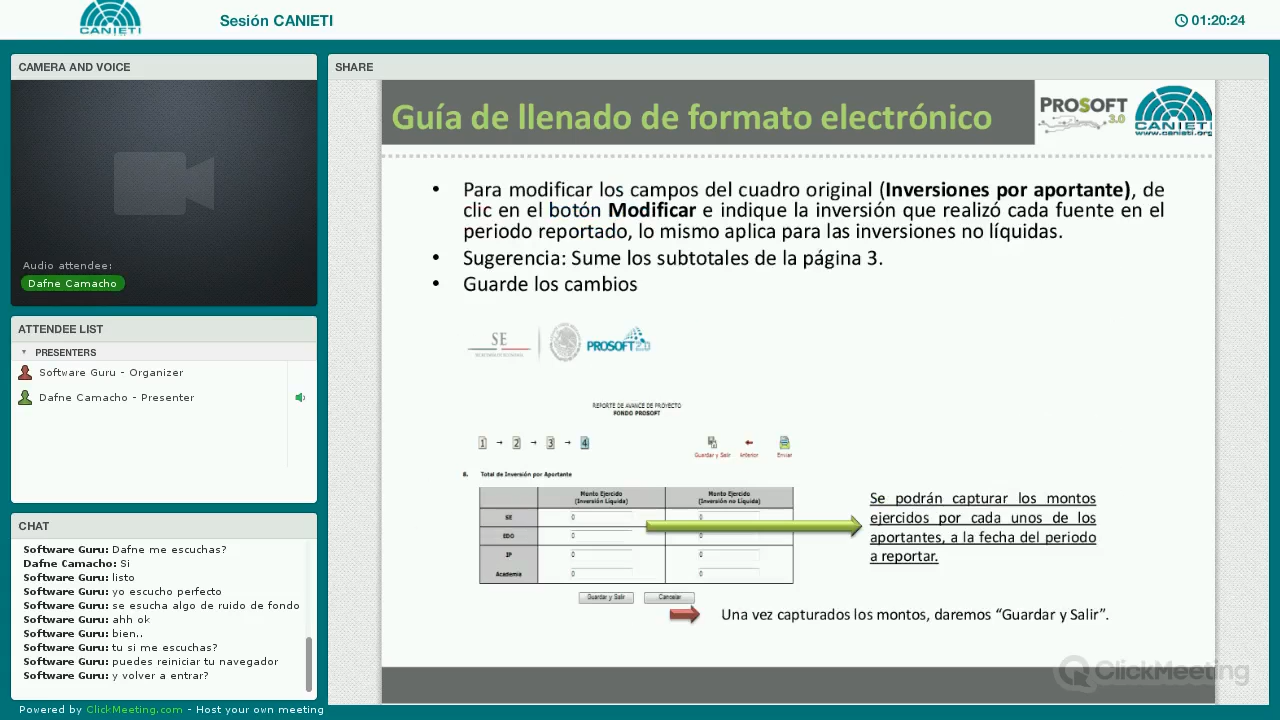 CANIETI
Sesión CANIETI
01:20:24
CAMERA AND VOICE
Audio attendee:
Dafne Camacho
ATTENDEE LIST
PRESENTERS
Software Guru - Organizer
Dafne Camacho - Presenter
CHAT
Software Guru: Dafne me escuchas?
Dafne Camacho: Si
Software Guru: listo
Software Guru: yo escucho perfecto
Software Guru: se escucha algo de ruido de fondo
Software Guru: ahh ok
Software Guru: bien..
Software Guru: tu si me escuchas?
Software Guru: puedes reiniciar tu navegador
Software Guru: y volver a entrar?
Powered by ClickMeeting.com - Host your own meeting
SHARE
Guía de llenado de formato electrónico
PROSOFT 3.0
CANIETI
www.canieti.org
• Para modificar los campos del cuadro original (Inversiones por aportante), de
clic en el botón Modificar e indique la inversión que realizó cada fuente en el
periodo reportado, lo mismo aplica para las inversiones no líquidas.
• Sugerencia: Sume los subtotales de la página 3.
• Guarde los cambios
SE
PROSOFT 2.0
REPORTE DE AVANCE DE PROYECTO
FONDO PROSOFT
1 → 2 → 3 → 4
Guardar y Salir Anterior Enviar
8. Total de Inversión por Aportante
Monto Ejercido Monto Ejercido
(Inversión Líquida) (Inversión no Líquida)
SE 0 0
EDO 0 0
IP 0 0
Academia 0 0
Guardar y Salir Cancelar
Se podrán capturar los montos
ejercidos por cada unos de los
aportantes, a la fecha del periodo
a reportar.
Una vez capturados los montos, daremos “Guardar y Salir”.
ClickMeeting